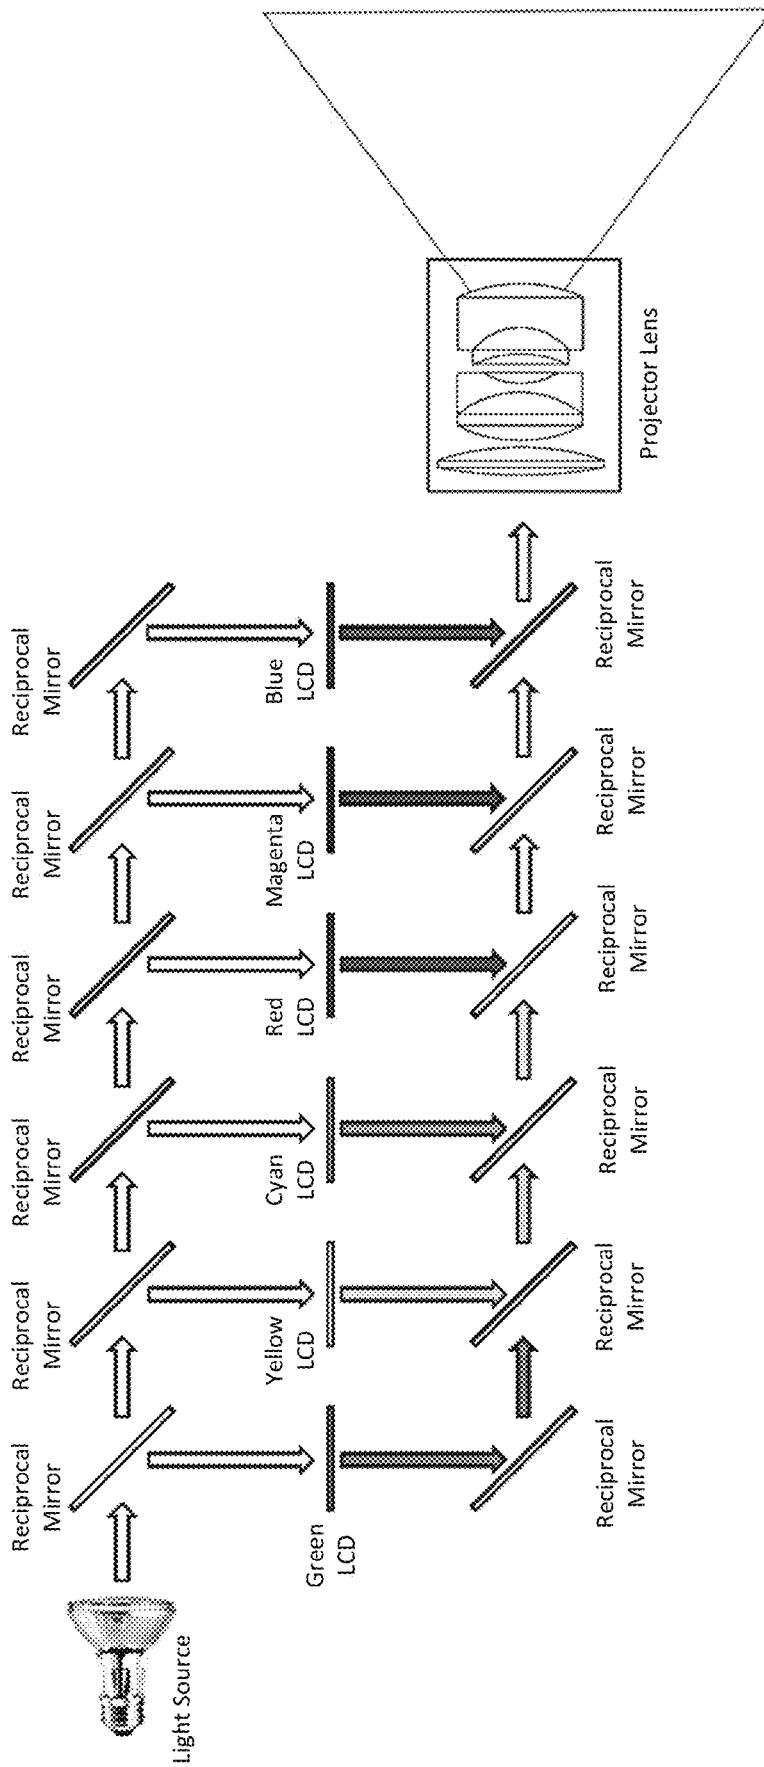 Light Source
Reciprocal
Mirror
Reciprocal
Mirror
Reciprocal
Mirror
Reciprocal
Mirror
Reciprocal
Mirror
Reciprocal
Mirror
Green
LCD
Yellow
LCD
Cyan
LCD
Red
LCD
Magenta
LCD
Blue
LCD
Reciprocal
Mirror
Reciprocal
Mirror
Reciprocal
Mirror
Reciprocal
Mirror
Reciprocal
Mirror
Reciprocal
Mirror
Projector Lens